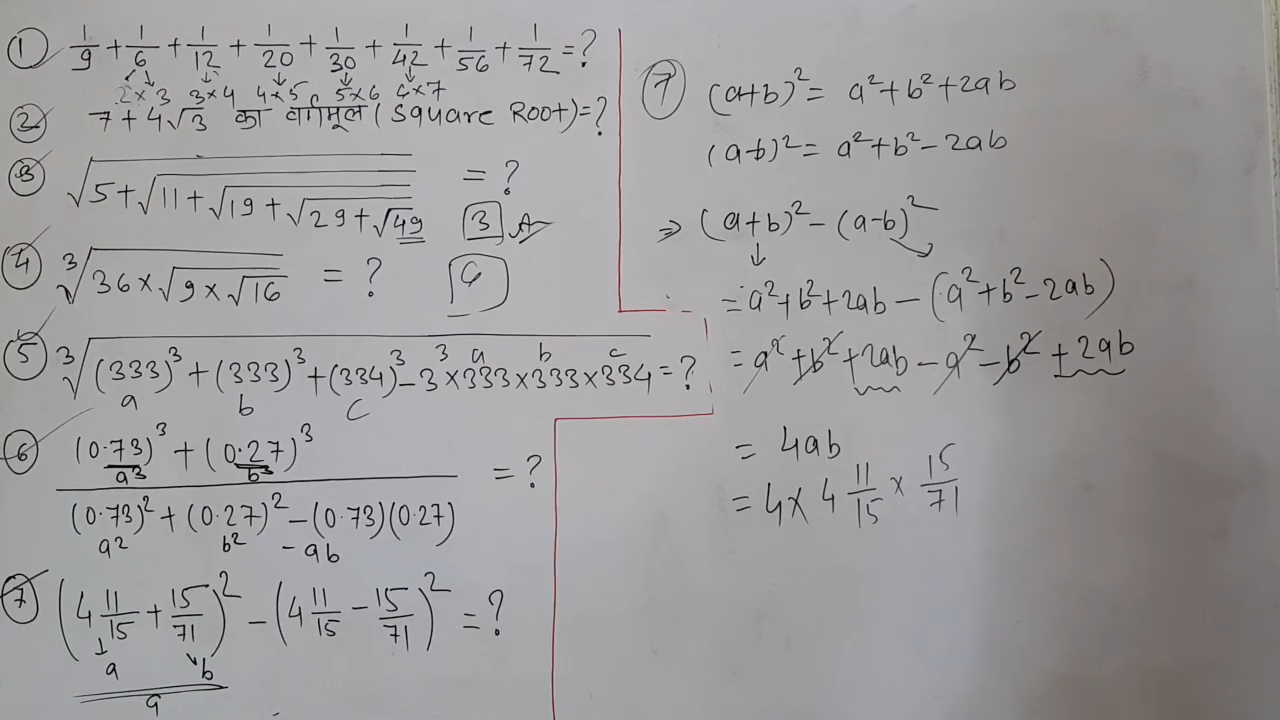 ① 1/9 + 1/6 + 1/12 + 1/20 + 1/30 + 1/42 + 1/56 + 1/72 = ?
2×3 3×4 4×5 5×6 6×7
② 7+4√3 का वर्गमूल (Square Root)=?
③ √(5+√(11+√(19+√(29+√49)))) = ?
3 A
④ ∛(36×√(9×√16)) = ?
6
⑤ ∛((333)³+(333)³+(334)³-3×333×333×334) = ?
a b c 3 a b c
⑥ (0.73)³+(0.27)³
a³ b³
= ?
(0.73)²+(0.27)²-(0.73)(0.27)
a² b² -ab
⑦ (4 11/15 + 15/71)² - (4 11/15 - 15/71)² = ?
a b
9
⑦ (a+b)² = a²+b²+2ab
(a-b)² = a²+b²-2ab
⇒ (a+b)² - (a-b)²
= a²+b²+2ab-(a²+b²-2ab)
= a²+b²+2ab-a²-b²+2ab
= 4ab
= 4×4 11/15 × 15/71